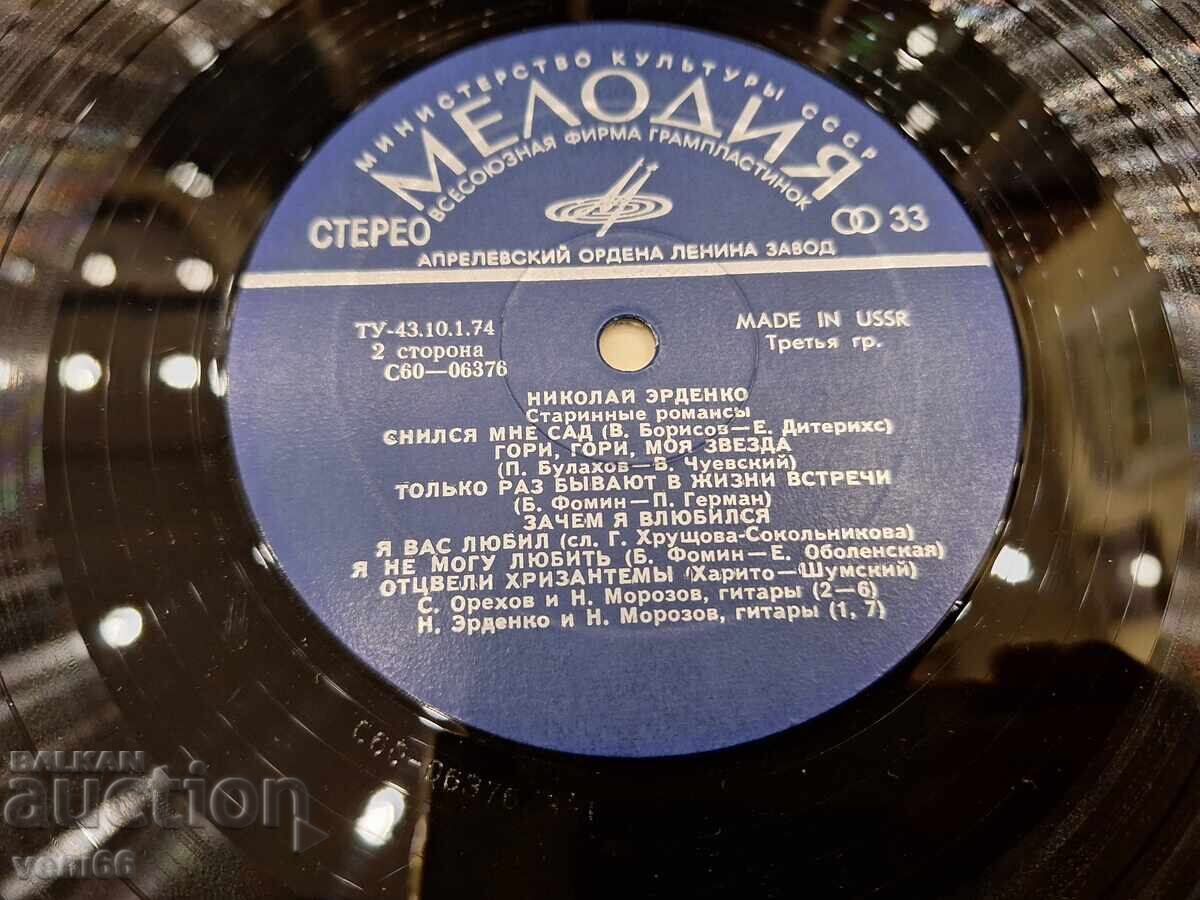 МИНИСТЕРСТВО КУЛЬТУРЫ СССР
МЕЛОДИЯ
ВСЕСОЮЗНАЯ ФИРМА ГРАМПЛАСТИНОК
СТЕРЕО
33
АПРЕЛЕВСКИЙ ОРДЕНА ЛЕНИНА ЗАВОД
ТУ-43.10.1.74
2 сторона
С60—06376
MADE IN USSR
Третья гр.
НИКОЛАЙ ЭРДЕНКО
Старинные романсы
СНИЛСЯ МНЕ САД (В. Борисов—Е. Дитерихс)
ГОРИ, ГОРИ, МОЯ ЗВЕЗДА
(П. Булахов—В. Чуевский)
ТОЛЬКО РАЗ БЫВАЮТ В ЖИЗНИ ВСТРЕЧИ
(Б. Фомин—П. Герман)
ЗАЧЕМ Я ВЛЮБИЛСЯ
Я ВАС ЛЮБИЛ (сл. Г. Хрущова-Сокольникова)
Я НЕ МОГУ ЛЮБИТЬ (Б. Фомин—Е. Оболенская)
ОТЦВЕЛИ ХРИЗАНТЕМЫ (Харито—Шумский)
С. Орехов и Н. Морозов, гитары (2—6)
Н. Эрденко и Н. Морозов, гитары (1, 7)
BALKAN
auction
veni66